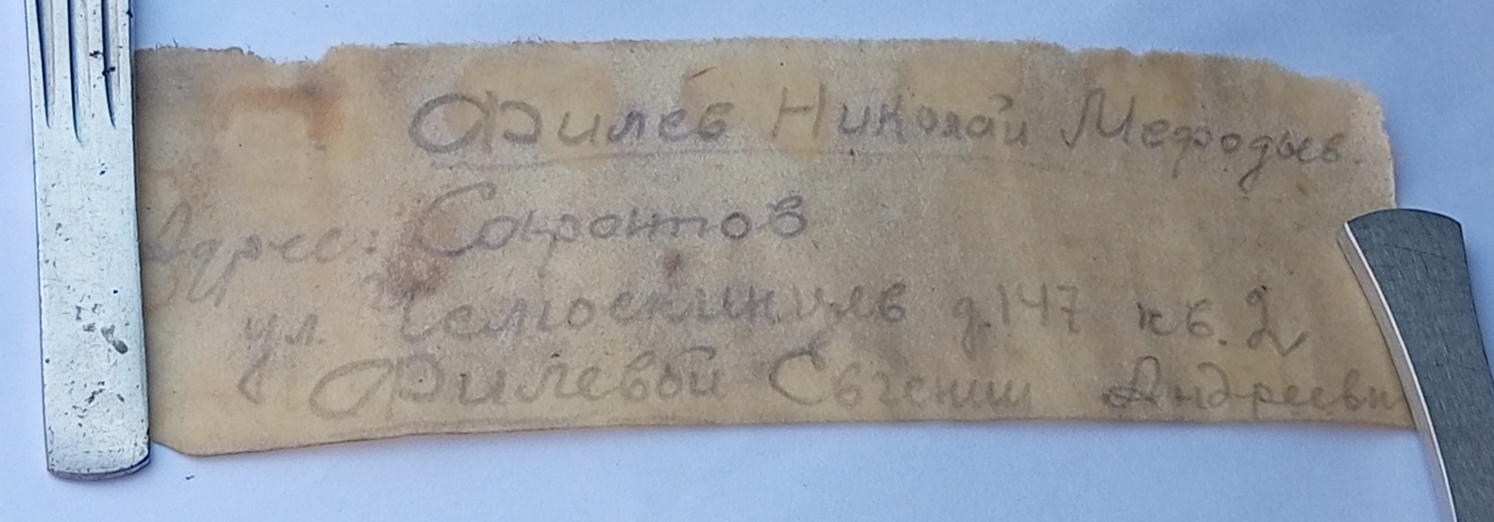 Филев Николай Мефодьев.
Адрес: Саратов
ул. Челюскинцев д.147 кв.2
Филевой Евгении Андреевн